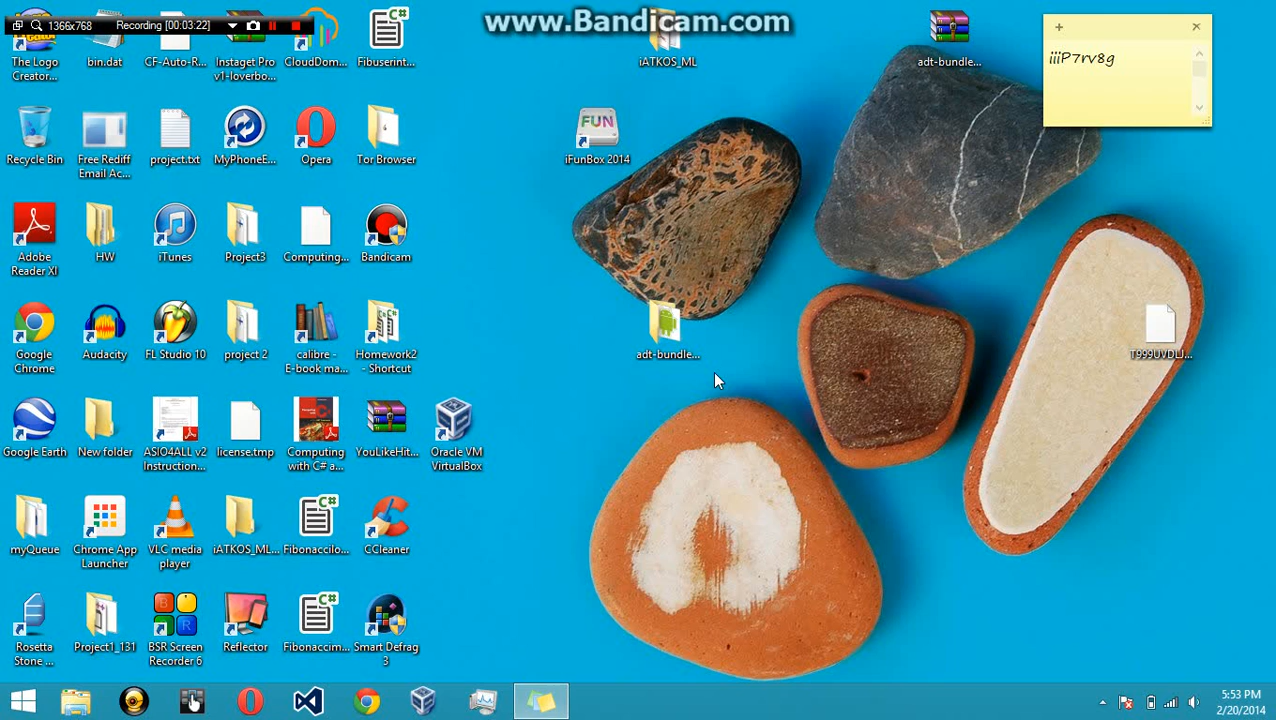 1366x768 Recording [00:03:22]
www.Bandicam.com
The Logo
Creator...
bin.dat
CF-Auto-R...
Instaget Pro
v1-loverbo...
CloudDom...
Fibuserint...
iATKOS_ML
adt-bundle...
iiiP7rv8g
Recycle Bin
Free Rediff
Email Ac...
project.txt
MyPhoneE...
Opera
Tor Browser
FUN
iFunBox 2014
Adobe
Reader XI
HW
iTunes
Project3
Computing...
Bandicam
Google
Chrome
Audacity
FL Studio 10
project 2
calibre -
E-book ma...
Homework2
- Shortcut
adt-bundle...
T999UVDLJ...
Google Earth
New folder
ASIO4ALL v2
Instruction...
license.tmp
Computing
with C# a...
YouLikeHit...
Oracle VM
VirtualBox
myQueue
Chrome App
Launcher
VLC media
player
iATKOS_ML...
Fibonaccilo...
CCleaner
Rosetta
Stone ...
Project1_131
BSR Screen
Recorder 6
Reflector
Fibonaccim...
Smart Defrag
3
5:53 PM
2/20/2014